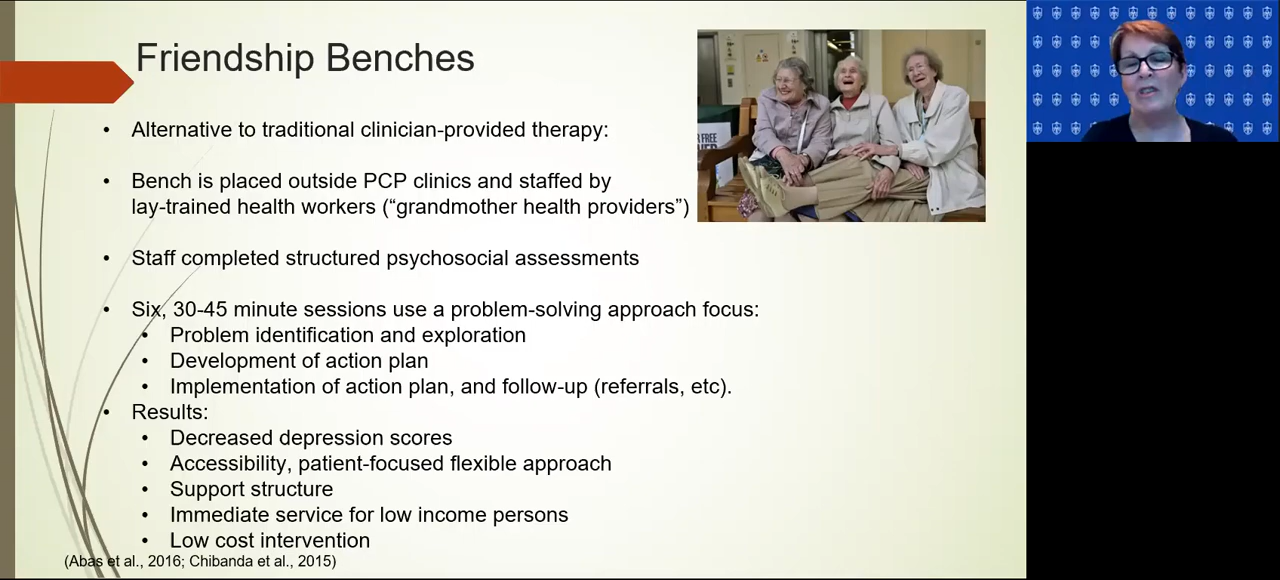 Friendship Benches
• Alternative to traditional clinician-provided therapy:
• Bench is placed outside PCP clinics and staffed by
lay-trained health workers (“grandmother health providers”)
• Staff completed structured psychosocial assessments
• Six, 30-45 minute sessions use a problem-solving approach focus:
• Problem identification and exploration
• Development of action plan
• Implementation of action plan, and follow-up (referrals, etc).
• Results:
• Decreased depression scores
• Accessibility, patient-focused flexible approach
• Support structure
• Immediate service for low income persons
• Low cost intervention
(Abas et al., 2016; Chibanda et al., 2015)
FREE